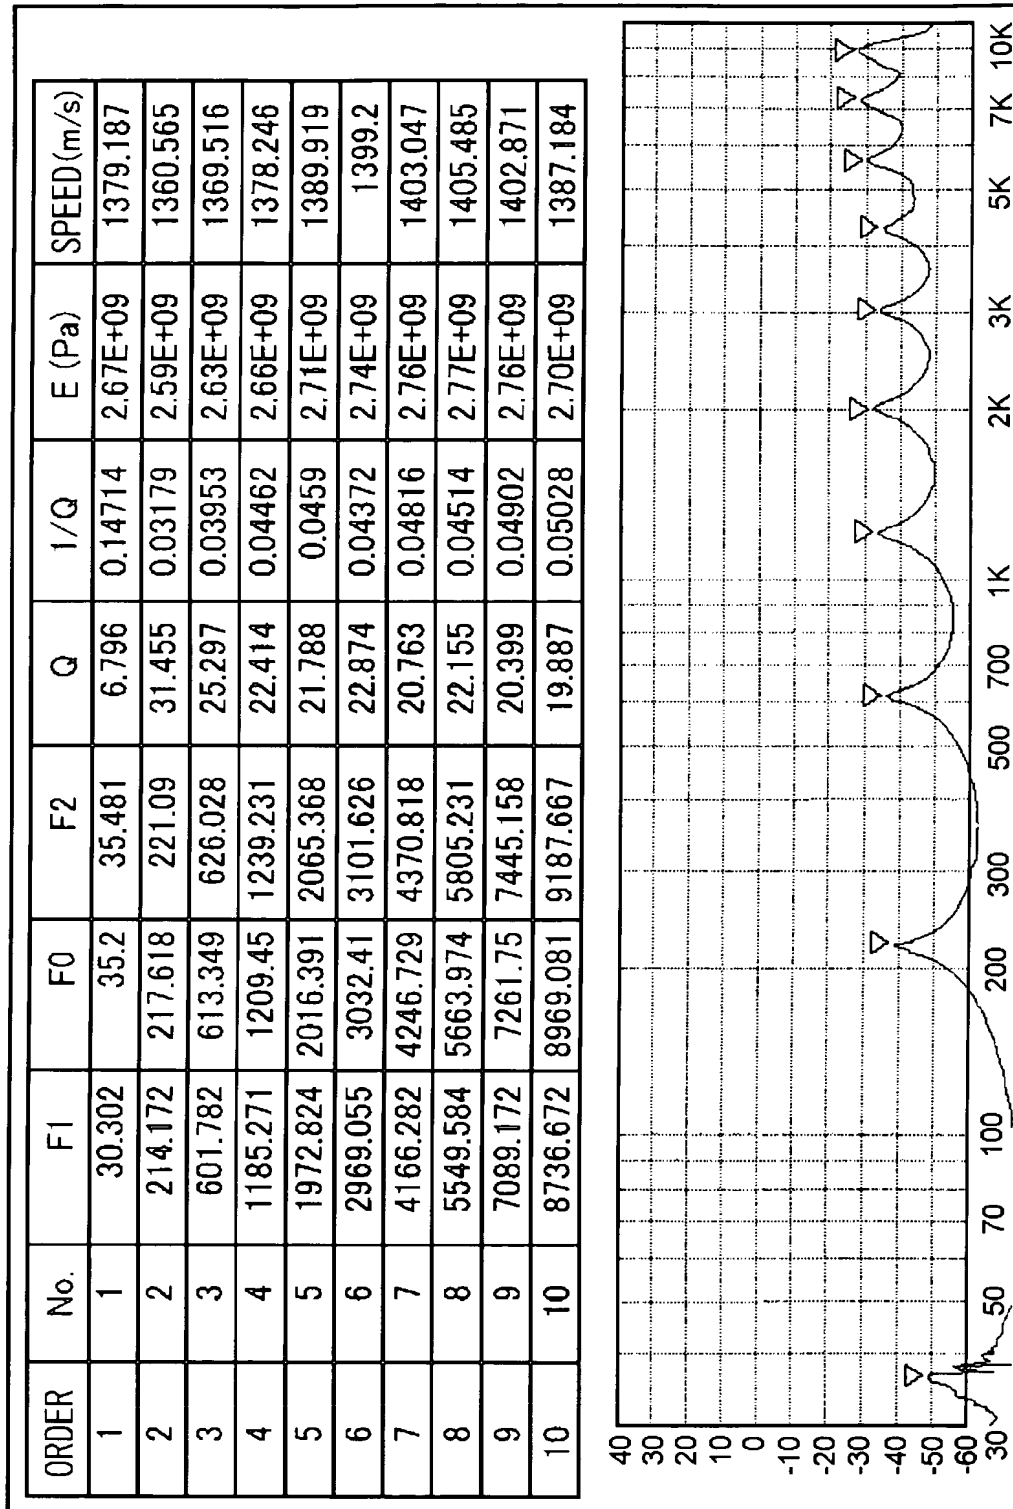 ORDER No. F1 F0 F2 Q 1/Q E (Pa) SPEED(m/s)
1 1 30.302 35.2 35.481 6.796 0.14714 2.67E+09 1379.187
2 2 214.172 217.618 221.09 31.455 0.03179 2.59E+09 1360.565
3 3 601.782 613.349 626.028 25.297 0.03953 2.63E+09 1369.516
4 4 1185.271 1209.45 1239.231 22.414 0.04462 2.66E+09 1378.246
5 5 1972.824 2016.391 2065.368 21.788 0.0459 2.71E+09 1389.919
6 6 2969.055 3032.41 3101.626 22.874 0.04372 2.74E+09 1399.2
7 7 4166.282 4246.729 4370.818 20.763 0.04816 2.76E+09 1403.047
8 8 5549.584 5663.974 5805.231 22.155 0.04514 2.77E+09 1405.485
9 9 7089.172 7261.75 7445.158 20.399 0.04902 2.76E+09 1402.871
10 10 8736.672 8969.081 9187.667 19.887 0.05028 2.70E+09 1387.184
40
30
20
10
0
-10
-20
-30
-40
-50
-60
30 50 70 100 200 300 500 700 1K 2K 3K 5K 7K 10K